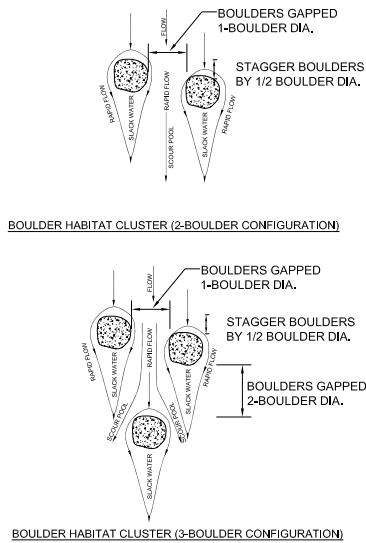 FLOW
BOULDERS GAPPED
1-BOULDER DIA.
STAGGER BOULDERS
BY 1/2 BOULDER DIA.
RAPID FLOW
SLACK WATER
RAPID FLOW
SCOUR POOL
SLACK WATER
RAPID FLOW
BOULDER HABITAT CLUSTER (2-BOULDER CONFIGURATION)
FLOW
BOULDERS GAPPED
1-BOULDER DIA.
STAGGER BOULDERS
BY 1/2 BOULDER DIA.
RAPID FLOW
SLACK WATER
RAPID FLOW
SLACK WATER
RAPID FLOW
BOULDERS GAPPED
2-BOULDER DIA.
SCOUR POOL
SCOUR POOL
SLACK WATER
BOULDER HABITAT CLUSTER (3-BOULDER CONFIGURATION)